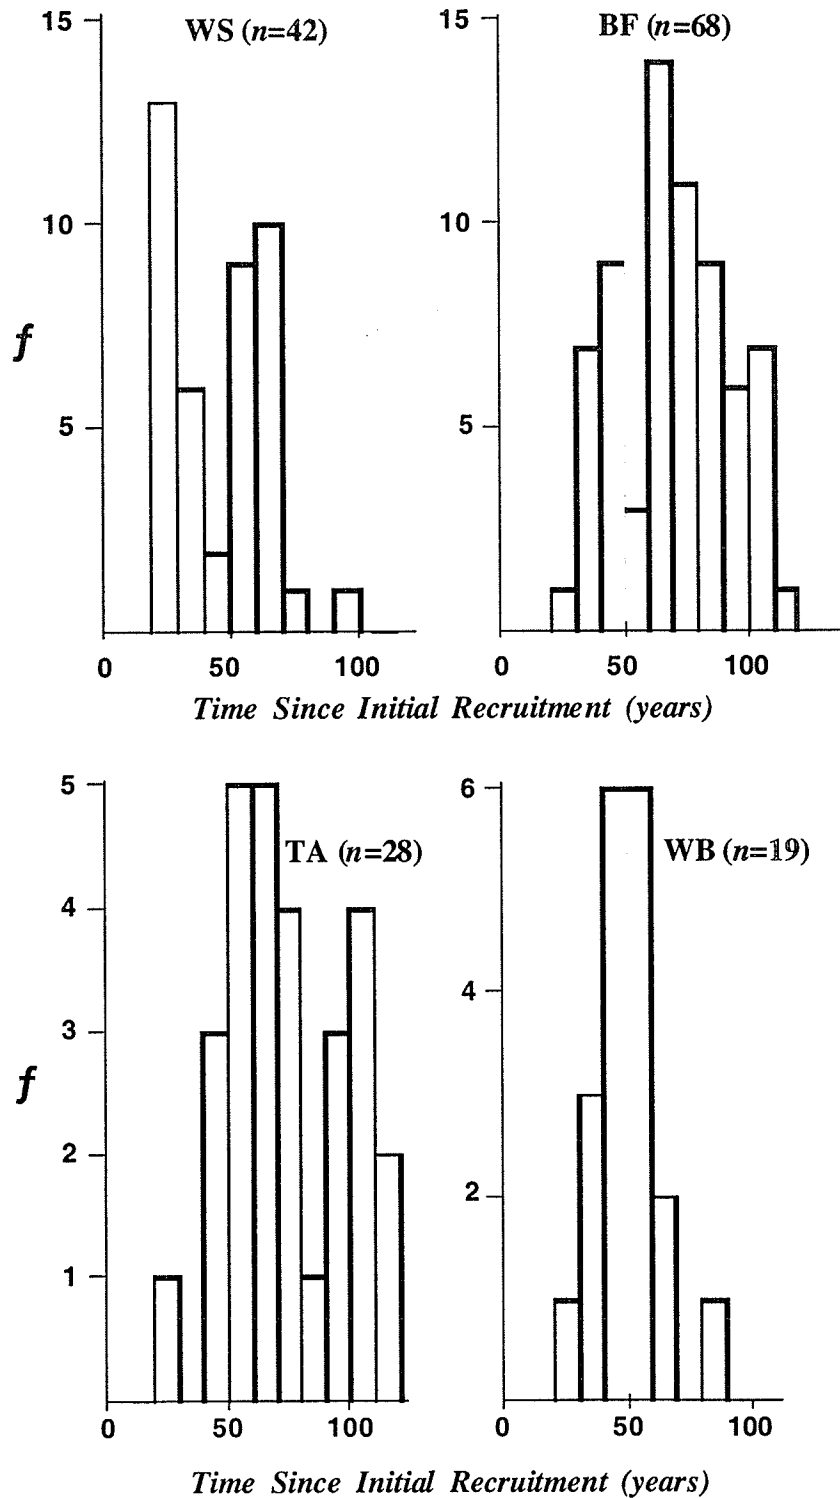 15
WS (n=42)
10
5
f
0 50 100
15
BF (n=68)
10
5
0 50 100
Time Since Initial Recruitment (years)
5
TA (n=28)
4
3
2
1
f
0 50 100
6
WB (n=19)
4
2
0 50 100
Time Since Initial Recruitment (years)